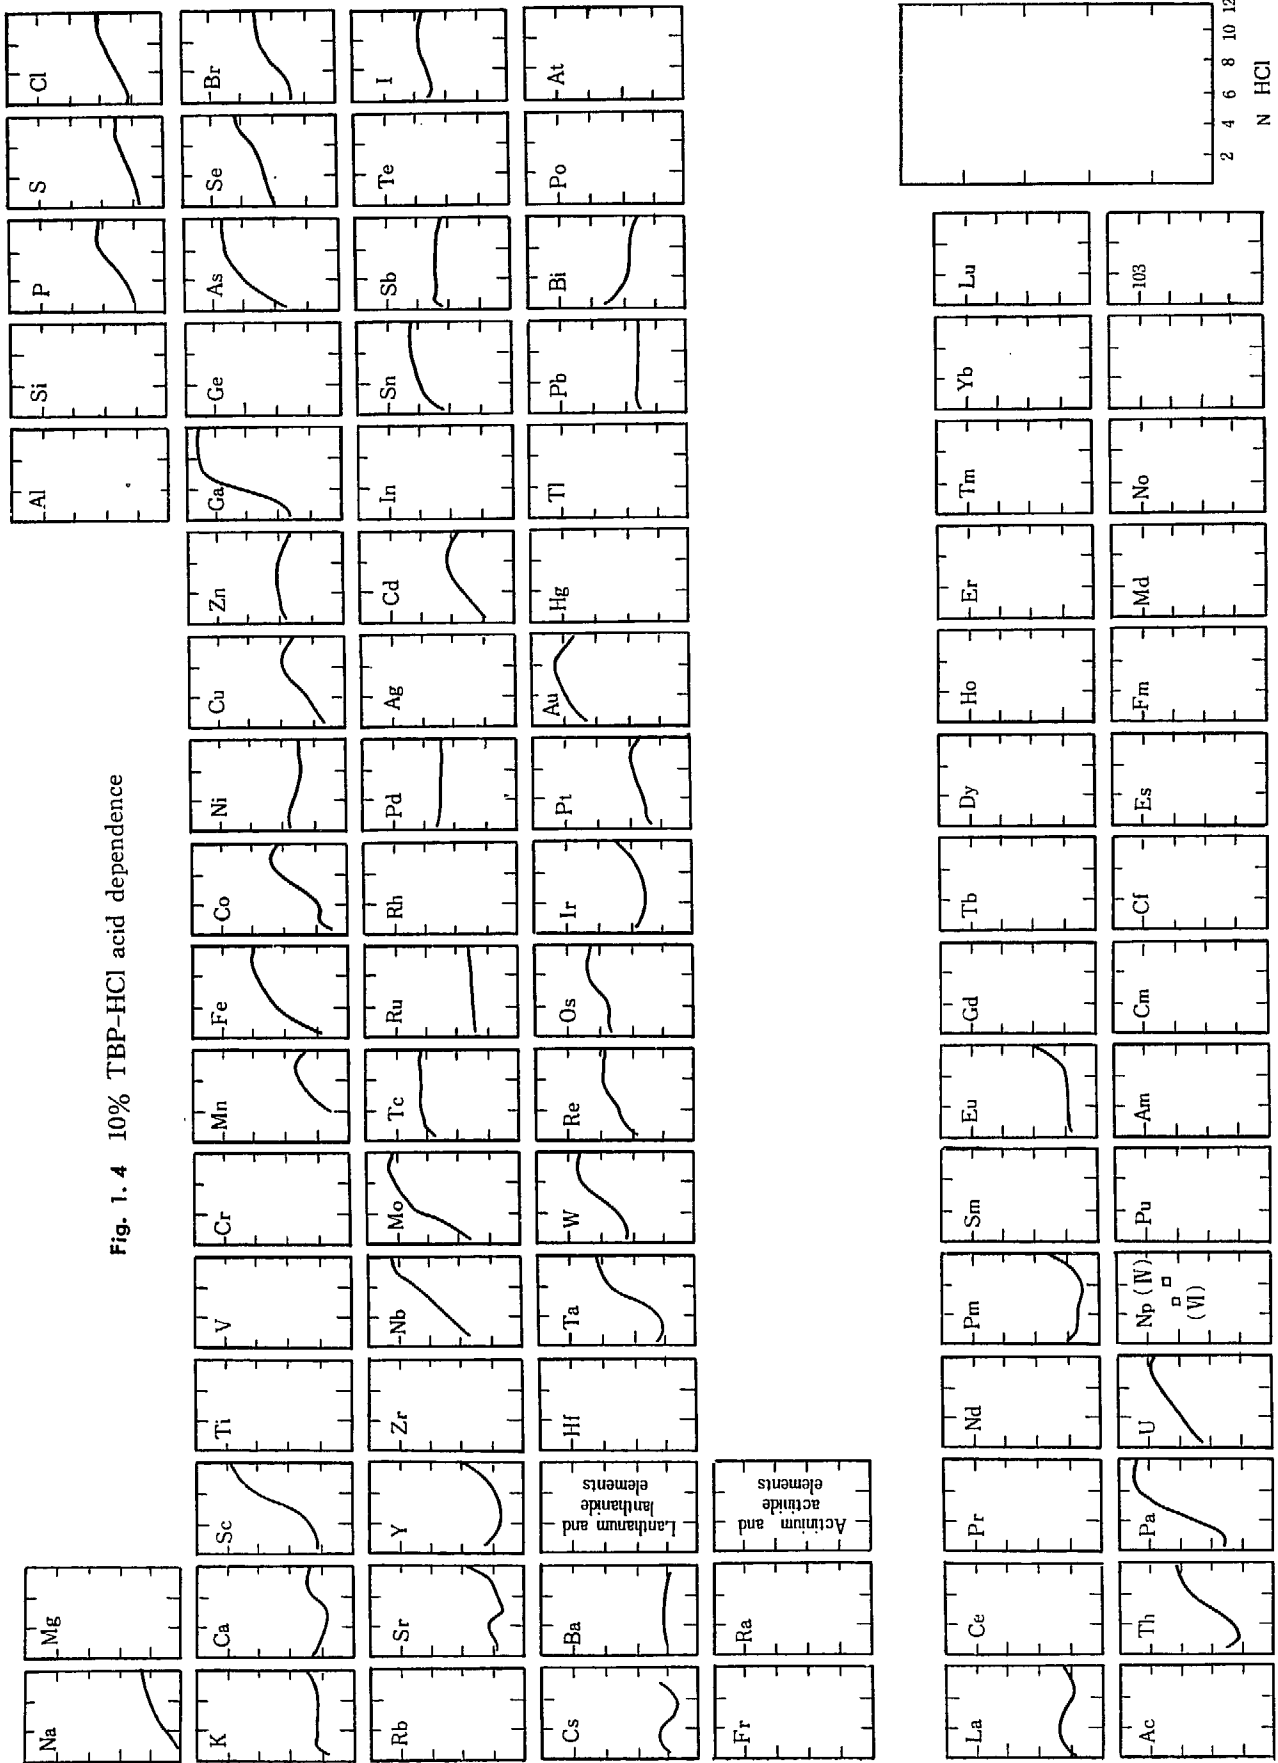 Fig. 1.4 10% TBP-HCl acid dependence
Na Mg Al Si P S Cl
K Ca Sc Ti V Cr Mn Fe Co Ni Cu Zn Ga Ge As Se Br
Rb Sr Y Zr Nb Mo Tc Ru Rh Pd Ag Cd In Sn Sb Te I
Cs Ba
Lanthanum and
lanthanide
elements
Hf Ta W Re Os Ir Pt Au Hg Tl Pb Bi Po At
Fr Ra
Actinium and
actinide
elements
La Ce Pr Nd Pm Sm Eu Gd Tb Dy Ho Er Tm Yb Lu
Ac Th Pa U Np (IV) (VI) Pu Am Cm Cf Es Fm Md No 103
2 4 6 8 10 12
N HCl